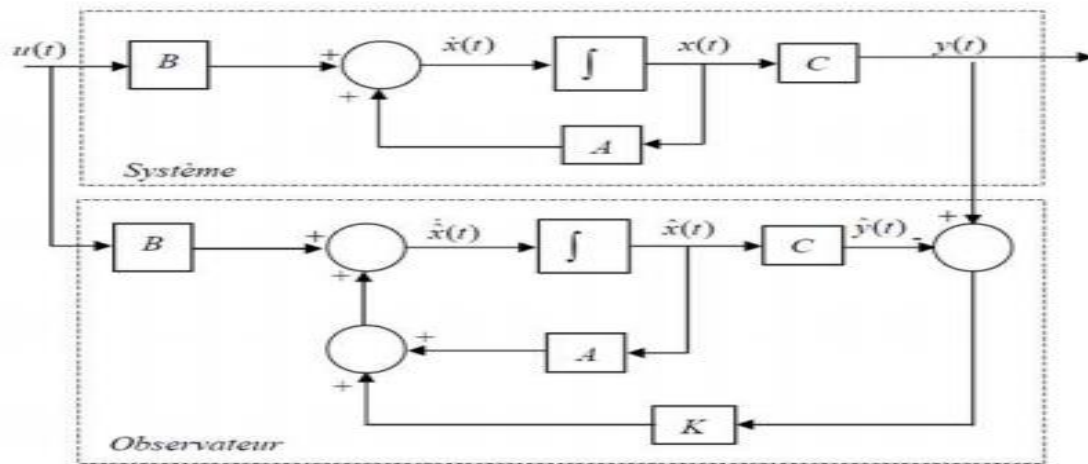 u(t)
B
+
+
ẋ(t)
∫
x(t)
C
y(t)
A
Système
B
+
+
x̂̇(t)
∫
x̂(t)
C
ŷ(t)
-
+
+
A
+
K
Observateur